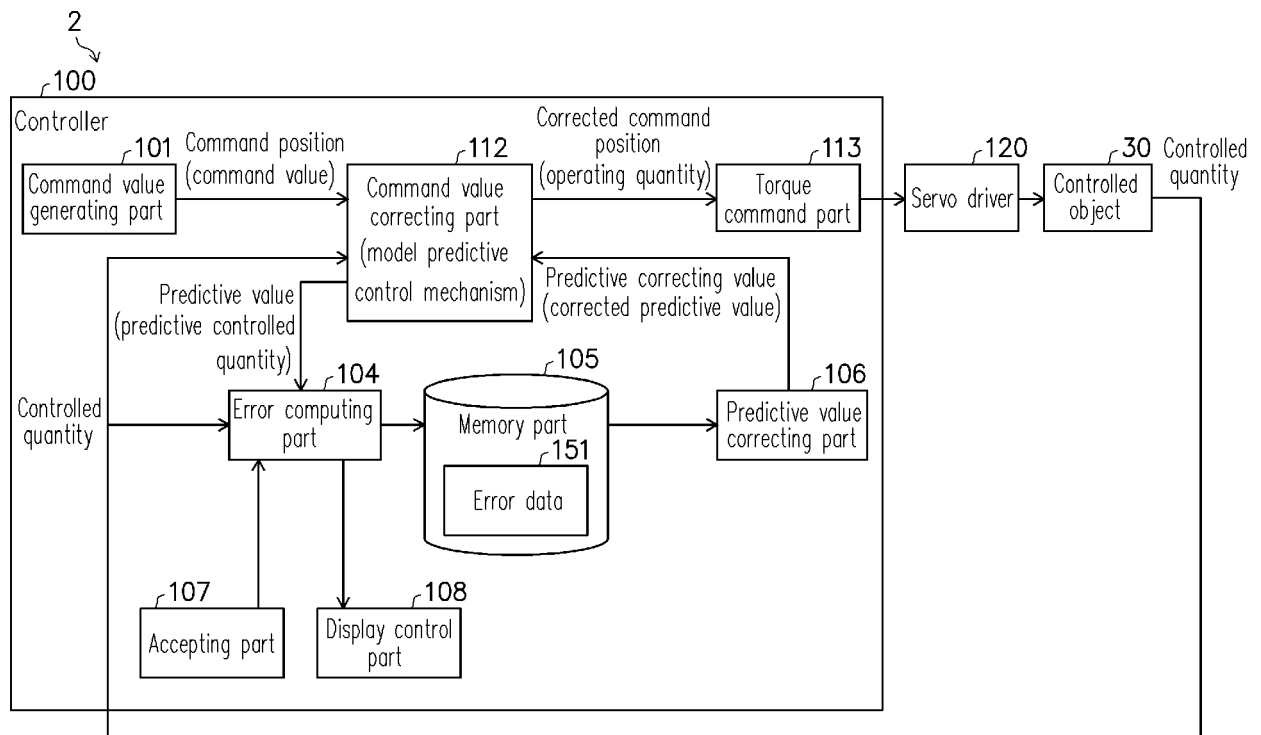 2
100
Controller
101
Command value
generating part
Command position
(command value)
112
Command value
correcting part
(model predictive
control mechanism)
Corrected command
position
(operating quantity)
113
Torque
command part
120
Servo driver
30
Controlled
object
Controlled
quantity
Predictive value
(predictive controlled
quantity)
Predictive correcting value
(corrected predictive value)
Controlled
quantity
104
Error computing
part
105
Memory part
151
Error data
106
Predictive value
correcting part
107
Accepting part
108
Display control
part